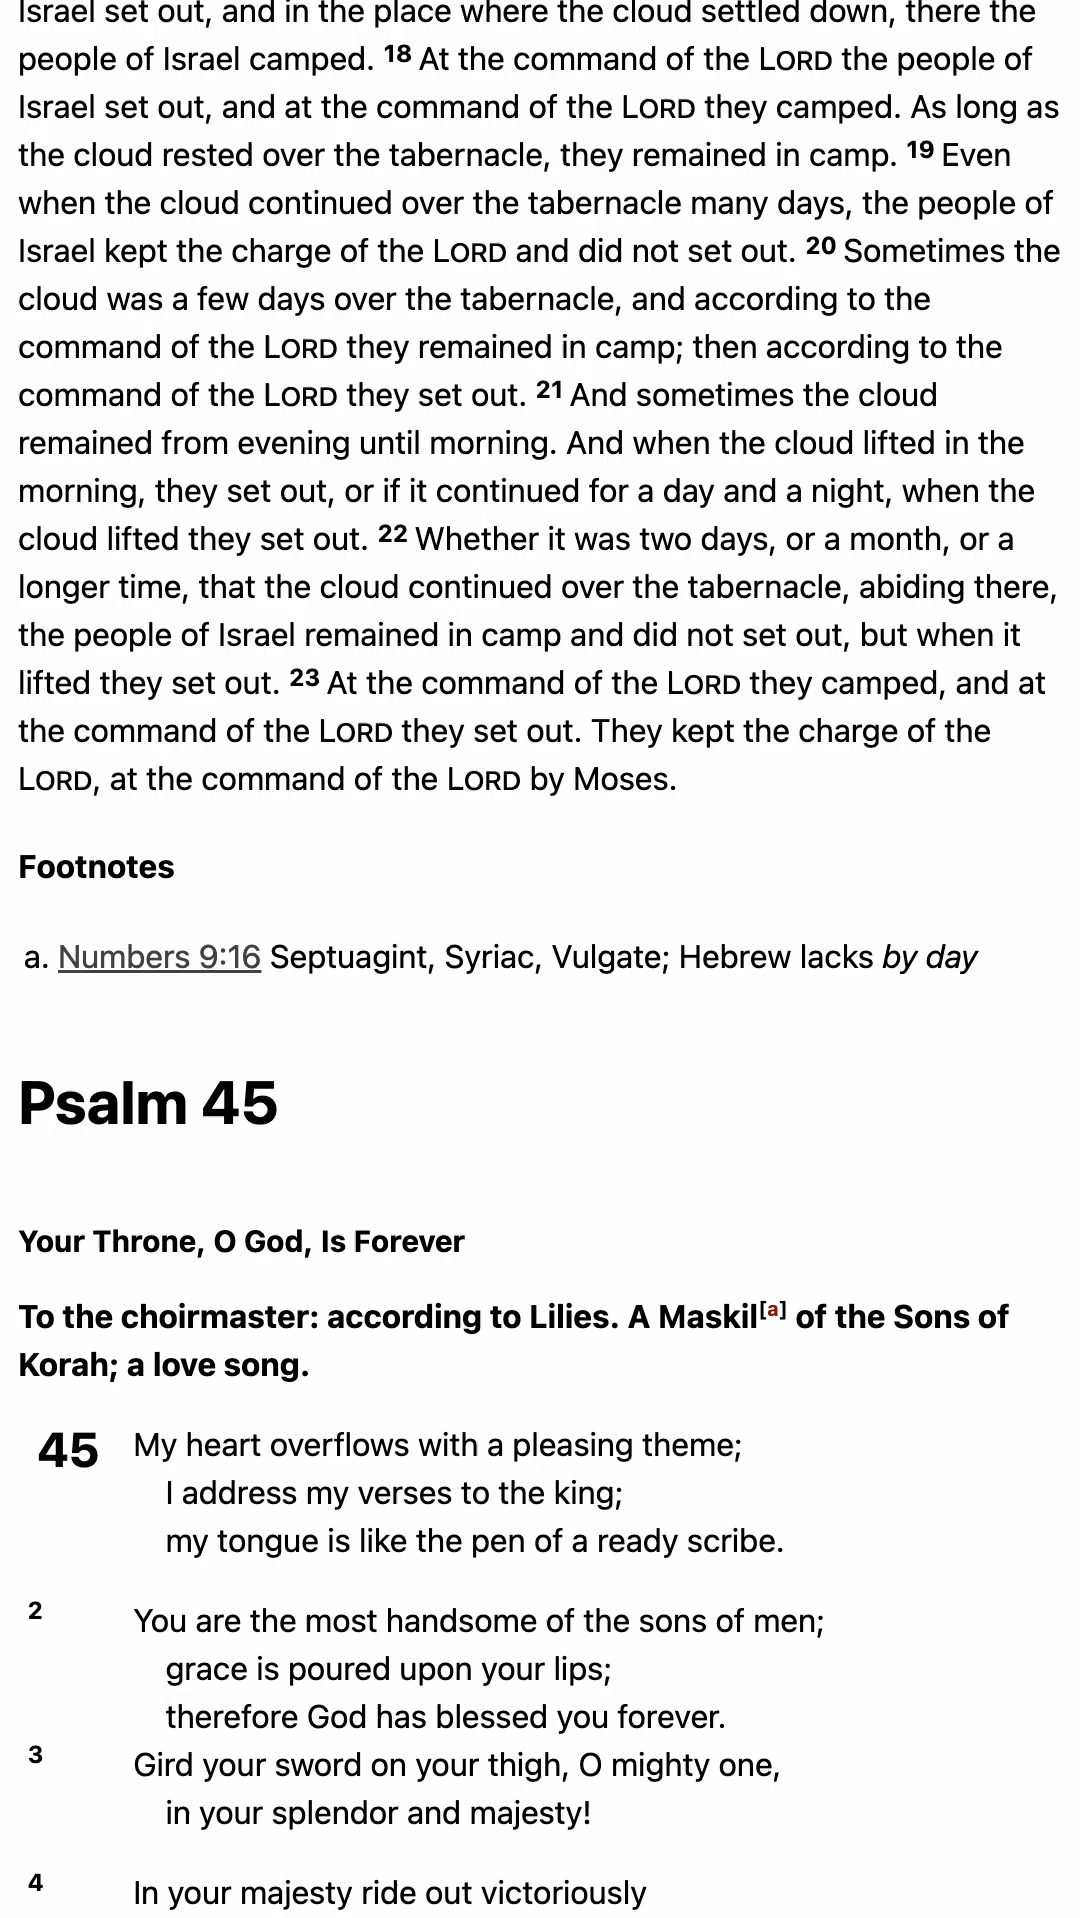 Israel set out, and in the place where the cloud settled down, there the
people of Israel camped. 18 At the command of the LORD the people of
Israel set out, and at the command of the LORD they camped. As long as
the cloud rested over the tabernacle, they remained in camp. 19 Even
when the cloud continued over the tabernacle many days, the people of
Israel kept the charge of the LORD and did not set out. 20 Sometimes the
cloud was a few days over the tabernacle, and according to the
command of the LORD they remained in camp; then according to the
command of the LORD they set out. 21 And sometimes the cloud
remained from evening until morning. And when the cloud lifted in the
morning, they set out, or if it continued for a day and a night, when the
cloud lifted they set out. 22 Whether it was two days, or a month, or a
longer time, that the cloud continued over the tabernacle, abiding there,
the people of Israel remained in camp and did not set out, but when it
lifted they set out. 23 At the command of the LORD they camped, and at
the command of the LORD they set out. They kept the charge of the
LORD, at the command of the LORD by Moses.
Footnotes
a. Numbers 9:16 Septuagint, Syriac, Vulgate; Hebrew lacks by day
Psalm 45
Your Throne, O God, Is Forever
To the choirmaster: according to Lilies. A Maskil[a] of the Sons of
Korah; a love song.
45 My heart overflows with a pleasing theme;
I address my verses to the king;
my tongue is like the pen of a ready scribe.
2 You are the most handsome of the sons of men;
grace is poured upon your lips;
therefore God has blessed you forever.
3 Gird your sword on your thigh, O mighty one,
in your splendor and majesty!
4 In your majesty ride out victoriously